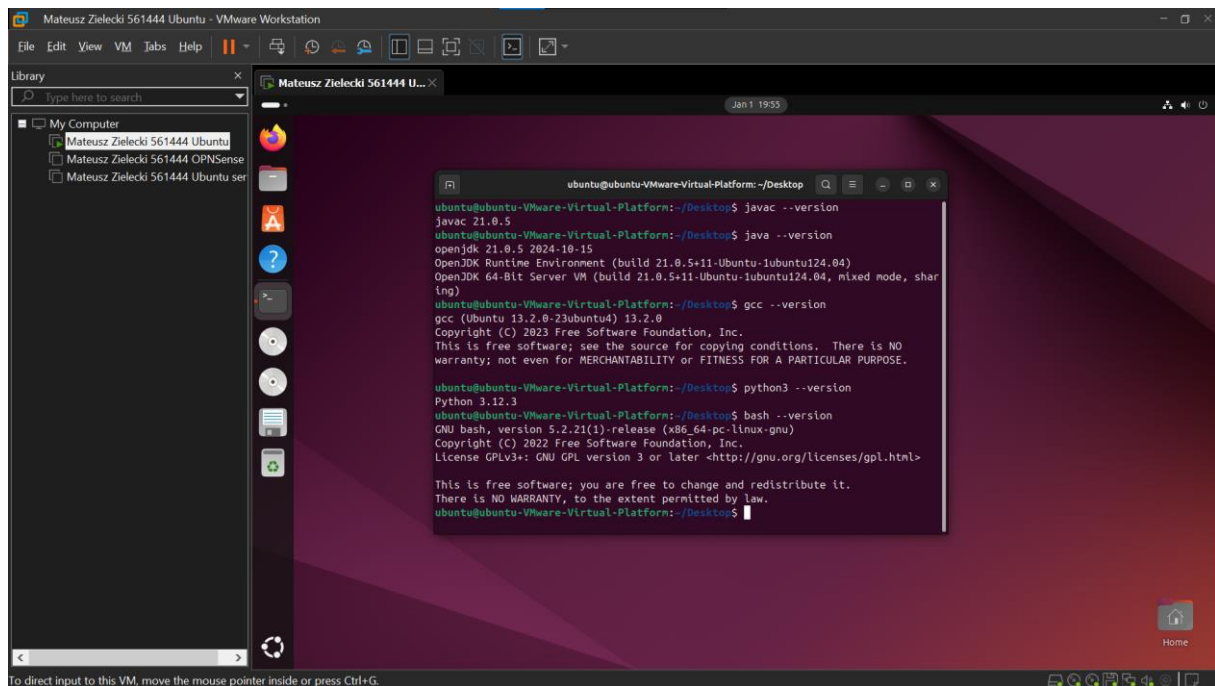 Mateusz Zielecki 561444 Ubuntu - VMware Workstation
File Edit View VM Tabs Help
Library
Type here to search
My Computer
Mateusz Zielecki 561444 Ubuntu
Mateusz Zielecki 561444 OPNSense
Mateusz Zielecki 561444 Ubuntu ser
Mateusz Zielecki 561444 U...
Jan 1 19:55
ubuntu@ubuntu-VMware-Virtual-Platform: ~/Desktop
ubuntu@ubuntu-VMware-Virtual-Platform:~/Desktop$ javac --version
javac 21.0.5
ubuntu@ubuntu-VMware-Virtual-Platform:~/Desktop$ java --version
openjdk 21.0.5 2024-10-15
OpenJDK Runtime Environment (build 21.0.5+11-Ubuntu-1ubuntu124.04)
OpenJDK 64-Bit Server VM (build 21.0.5+11-Ubuntu-1ubuntu124.04, mixed mode, shar
ing)
ubuntu@ubuntu-VMware-Virtual-Platform:~/Desktop$ gcc --version
gcc (Ubuntu 13.2.0-23ubuntu4) 13.2.0
Copyright (C) 2023 Free Software Foundation, Inc.
This is free software; see the source for copying conditions.  There is NO
warranty; not even for MERCHANTABILITY or FITNESS FOR A PARTICULAR PURPOSE.
ubuntu@ubuntu-VMware-Virtual-Platform:~/Desktop$ python3 --version
Python 3.12.3
ubuntu@ubuntu-VMware-Virtual-Platform:~/Desktop$ bash --version
GNU bash, version 5.2.21(1)-release (x86_64-pc-linux-gnu)
Copyright (C) 2022 Free Software Foundation, Inc.
License GPLv3+: GNU GPL version 3 or later <http://gnu.org/licenses/gpl.html>
This is free software; you are free to change and redistribute it.
There is NO WARRANTY, to the extent permitted by law.
ubuntu@ubuntu-VMware-Virtual-Platform:~/Desktop$
Home
To direct input to this VM, move the mouse pointer inside or press Ctrl+G.